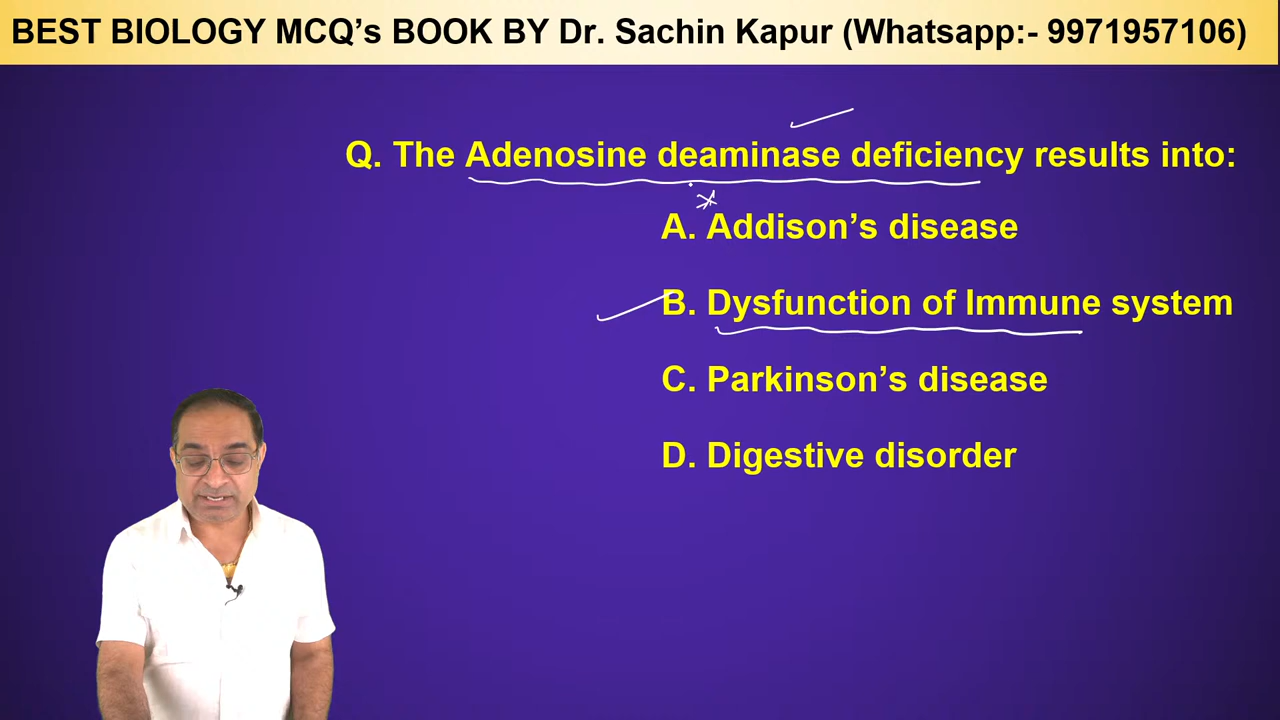 BEST BIOLOGY MCQ’s BOOK BY Dr. Sachin Kapur (Whatsapp:- 9971957106)
Q. The Adenosine deaminase deficiency results into:
A. Addison’s disease
B. Dysfunction of Immune system
C. Parkinson’s disease
D. Digestive disorder